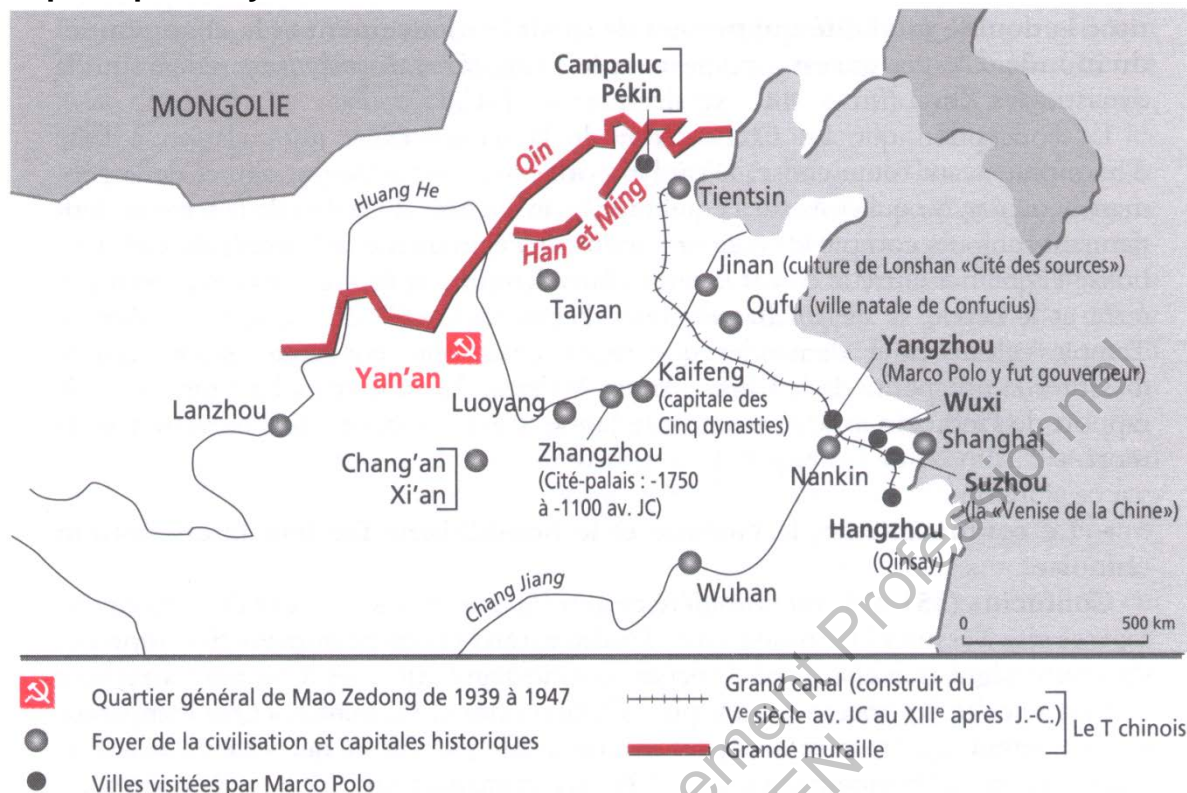 MONGOLIE
Campaluc
Pékin
Qin
Huang He
Han et Ming
Tientsin
Jinan (culture de Lonshan «Cité des sources»)
Taiyan
Qufu (ville natale de Confucius)
Yangzhou
(Marco Polo y fut gouverneur)
Yan'an
Kaifeng
(capitale des
Cinq dynasties)
Wuxi
Lanzhou
Luoyang
Shanghai
Zhangzhou
(Cité-palais : -1750
à -1100 av. JC)
Chang'an
Xi'an
Nankin
Suzhou
(la «Venise de la Chine»)
Hangzhou
(Qinsay)
Wuhan
Chang Jiang
0 500 km
Quartier général de Mao Zedong de 1939 à 1947
Foyer de la civilisation et capitales historiques
Villes visitées par Marco Polo
Grand canal (construit du
Ve siècle av. JC au XIIIe après J.-C.)
Grande muraille
Le T chinois